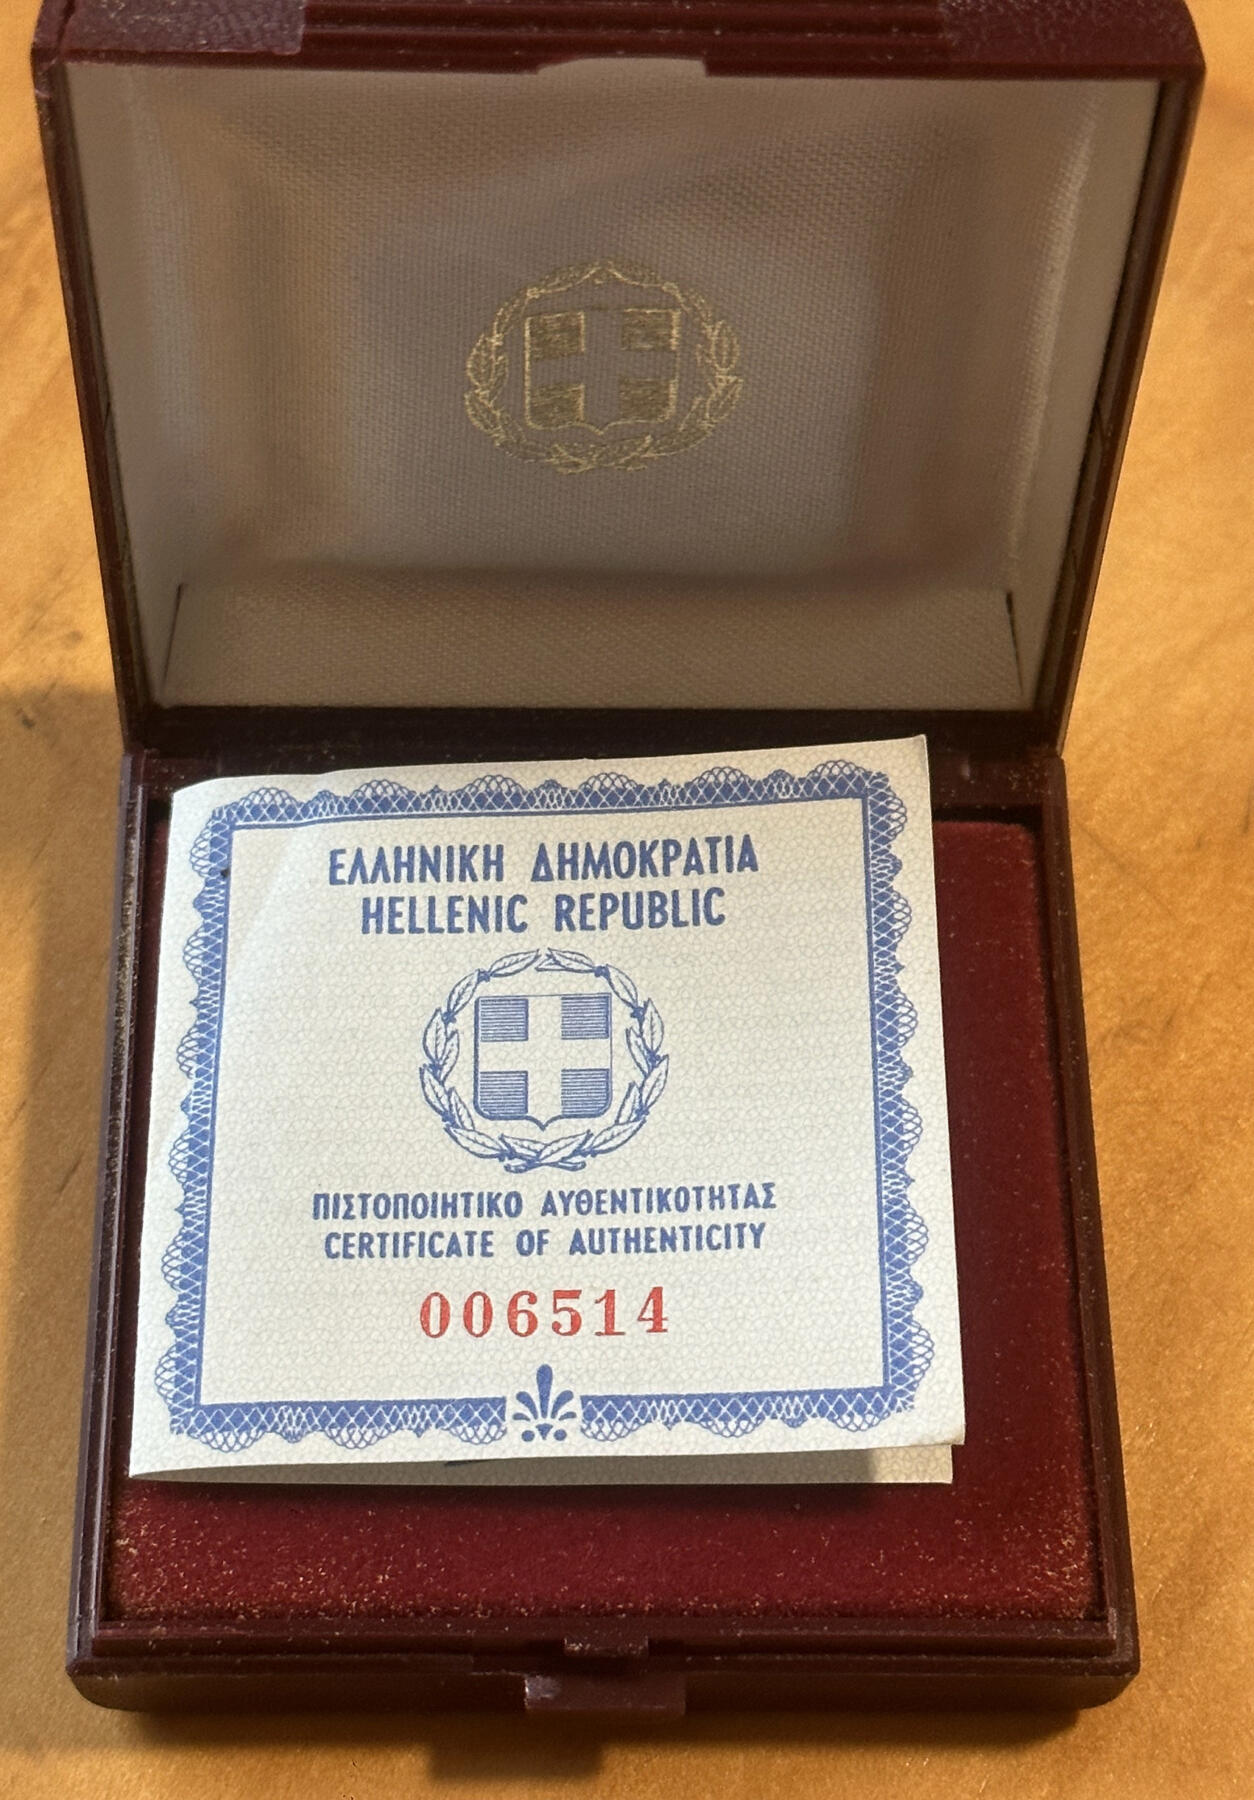 ΕΛΛΗΝΙΚΗ ΔΗΜΟΚΡΑΤΙΑ
HELLENIC REPUBLIC
ΠΙΣΤΟΠΟΙΗΤΙΚΟ ΑΥΘΕΝΤΙΚΟΤΗΤΑΣ
CERTIFICATE OF AUTHENTICITY
006514